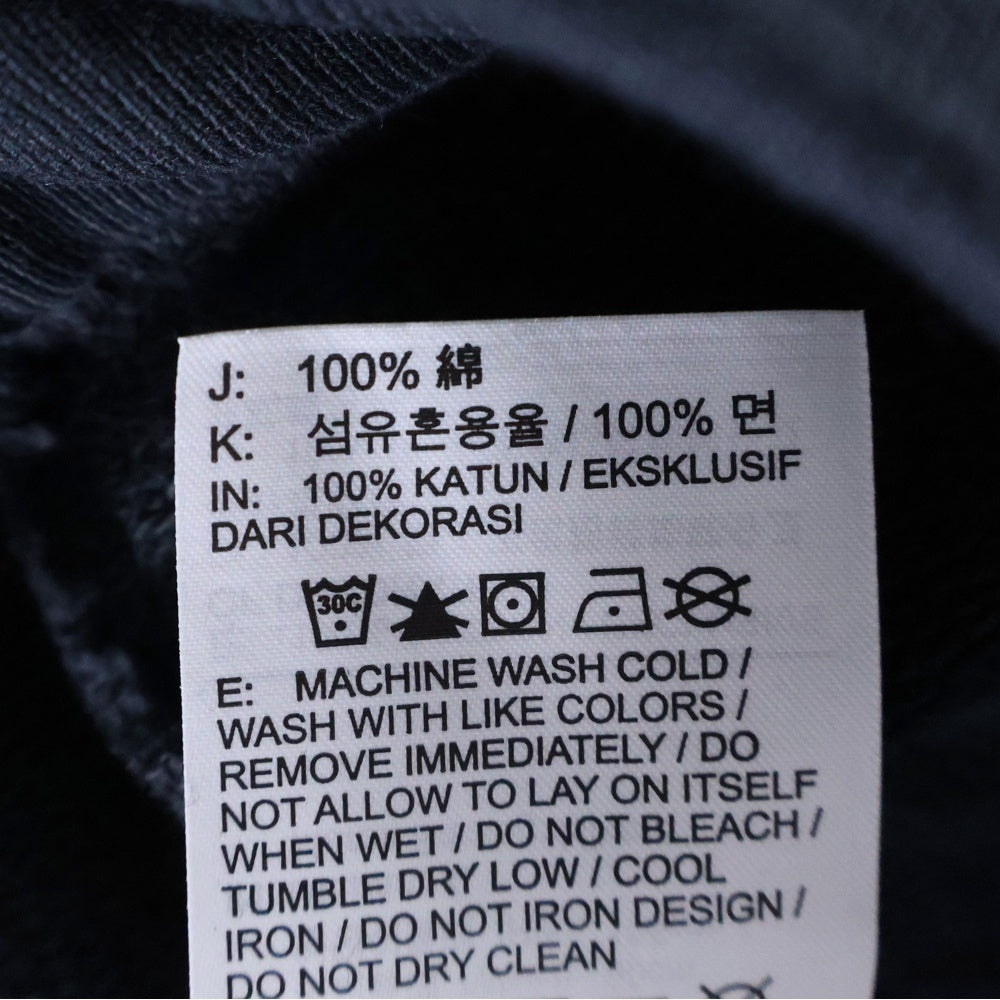 J: 100% 綿
K: 섬유혼용율 / 100% 면
IN: 100% KATUN / EKSKLUSIF
DARI DEKORASI
30C
E: MACHINE WASH COLD /
WASH WITH LIKE COLORS /
REMOVE IMMEDIATELY / DO
NOT ALLOW TO LAY ON ITSELF
WHEN WET / DO NOT BLEACH /
TUMBLE DRY LOW / COOL
IRON / DO NOT IRON DESIGN /
DO NOT DRY CLEAN